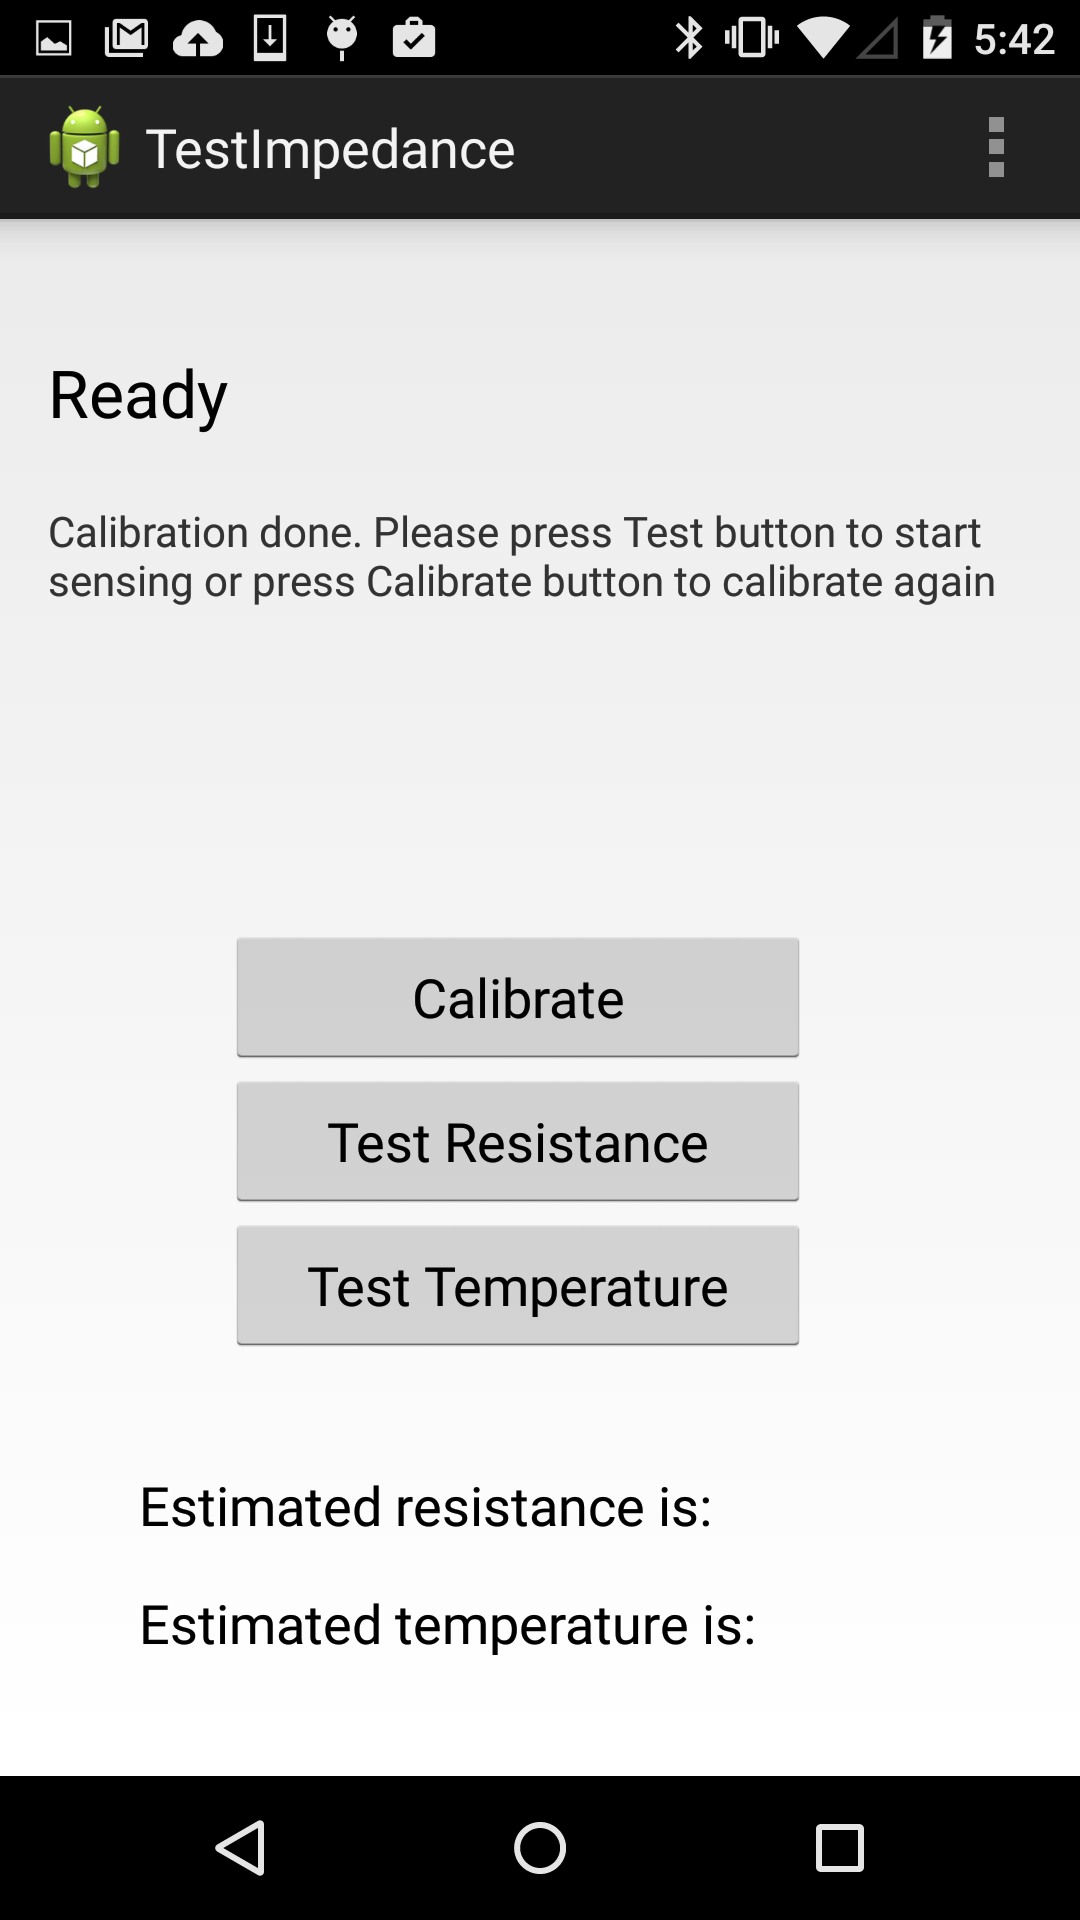 5:42
TestImpedance
Ready
Calibration done. Please press Test button to start
sensing or press Calibrate button to calibrate again
Calibrate
Test Resistance
Test Temperature
Estimated resistance is:
Estimated temperature is: